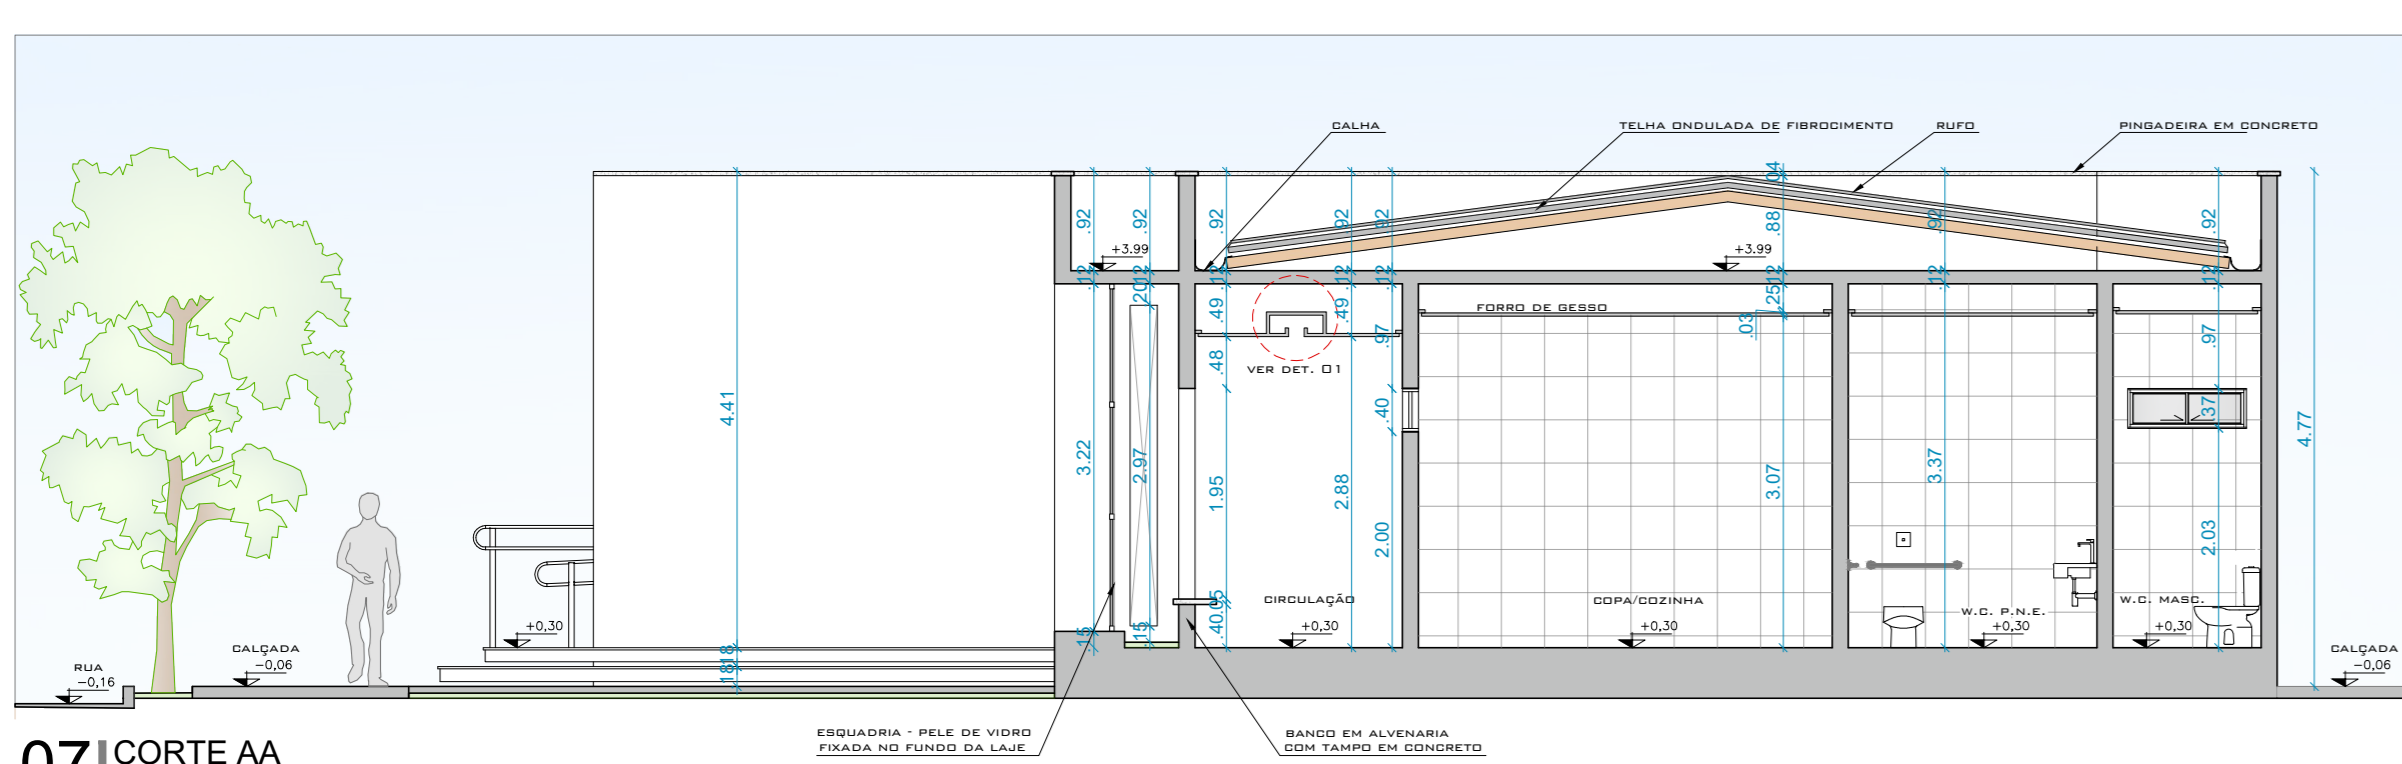 CALHA
TELHA ONDULADA DE FIBROCIMENTO
RUFO
PINGADEIRA EM CONCRETO
.04
.92
.92
.92
.92
.92
.88
.92
.92
+3.99
+3.99
.12
.12
.12
.12
.12
.12
.12
.20
.49
.49
.97
FORRO DE GESSO
.25
.03
.97
.48
VER DET. 01
4.41
.40
.37
4.77
3.22
2.97
1.95
2.88
2.00
3.07
3.37
2.03
.05
.40
CIRCULAÇÃO
COPA/COZINHA
W.C. P.N.E.
W.C. MASC.
+0,30
+0,30
+0,30
+0,30
+0,30
.15
.15
.18
.18
RUA
-0,16
CALÇADA
-0,06
CALÇADA
-0,06
ESQUADRIA - PELE DE VIDRO
FIXADA NO FUNDO DA LAJE
BANCO EM ALVENARIA
COM TAMPO EM CONCRETO
07 CORTE AA